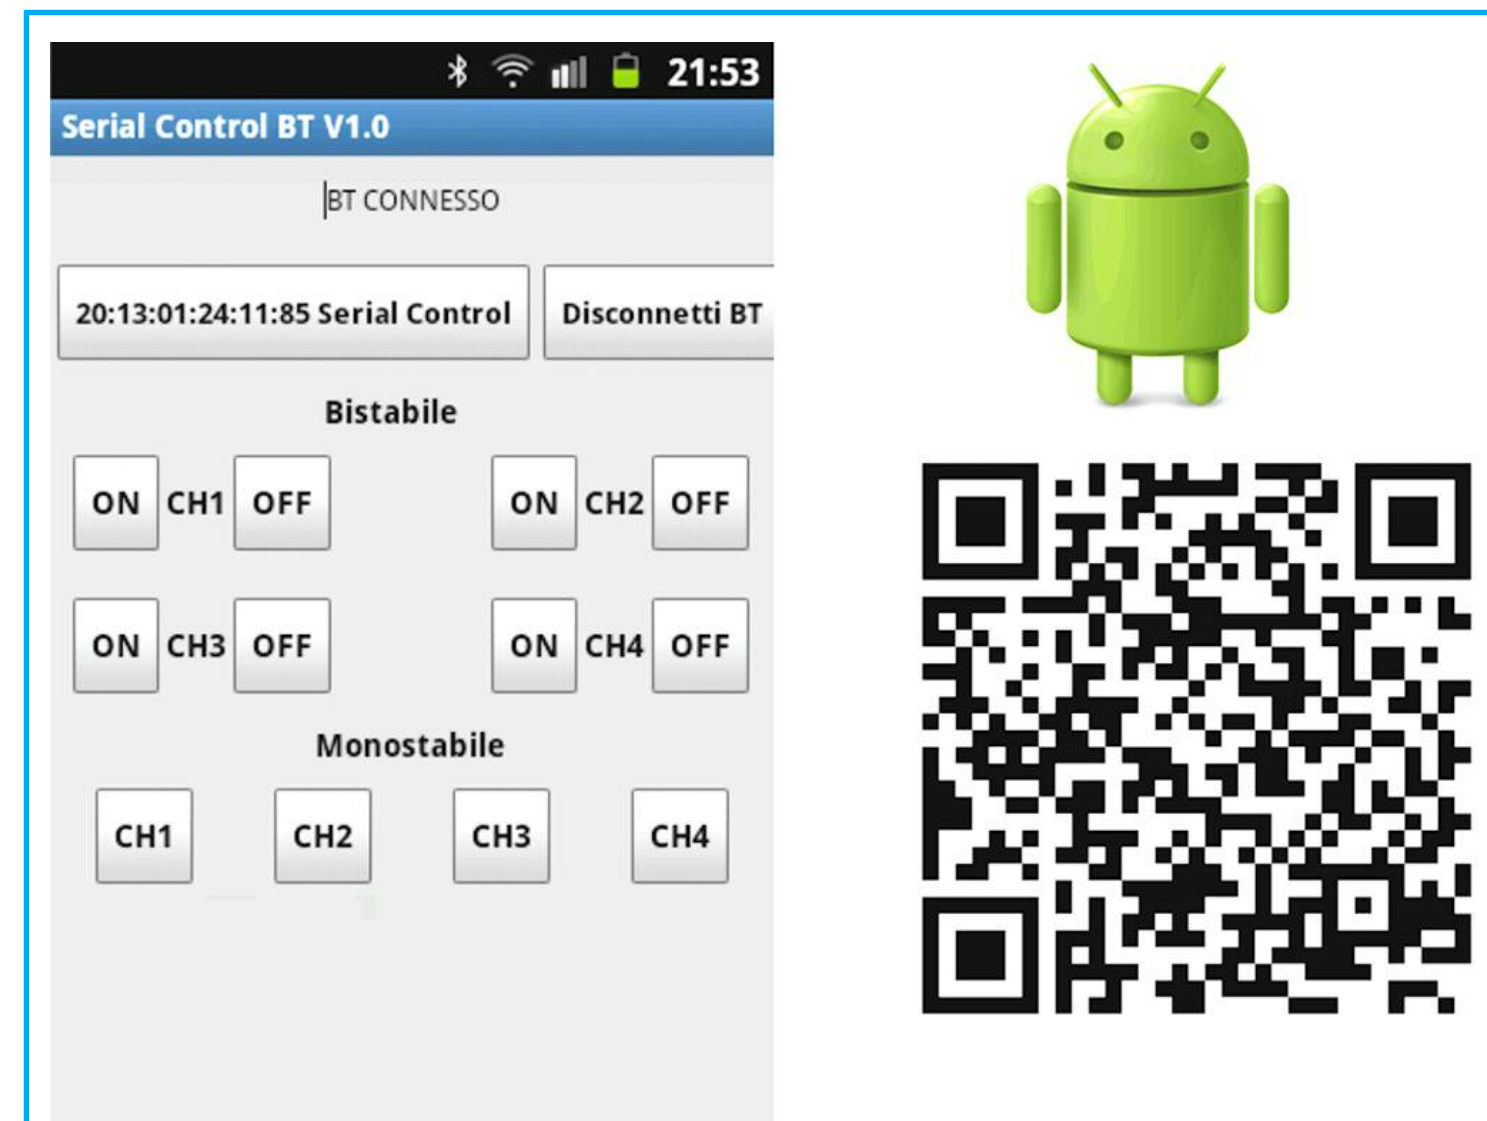 21:53
Serial Control BT V1.0
BT CONNESSO
20:13:01:24:11:85 Serial Control Disconnetti BT
Bistabile
ON CH1 OFF ON CH2 OFF
ON CH3 OFF ON CH4 OFF
Monostabile
CH1 CH2 CH3 CH4